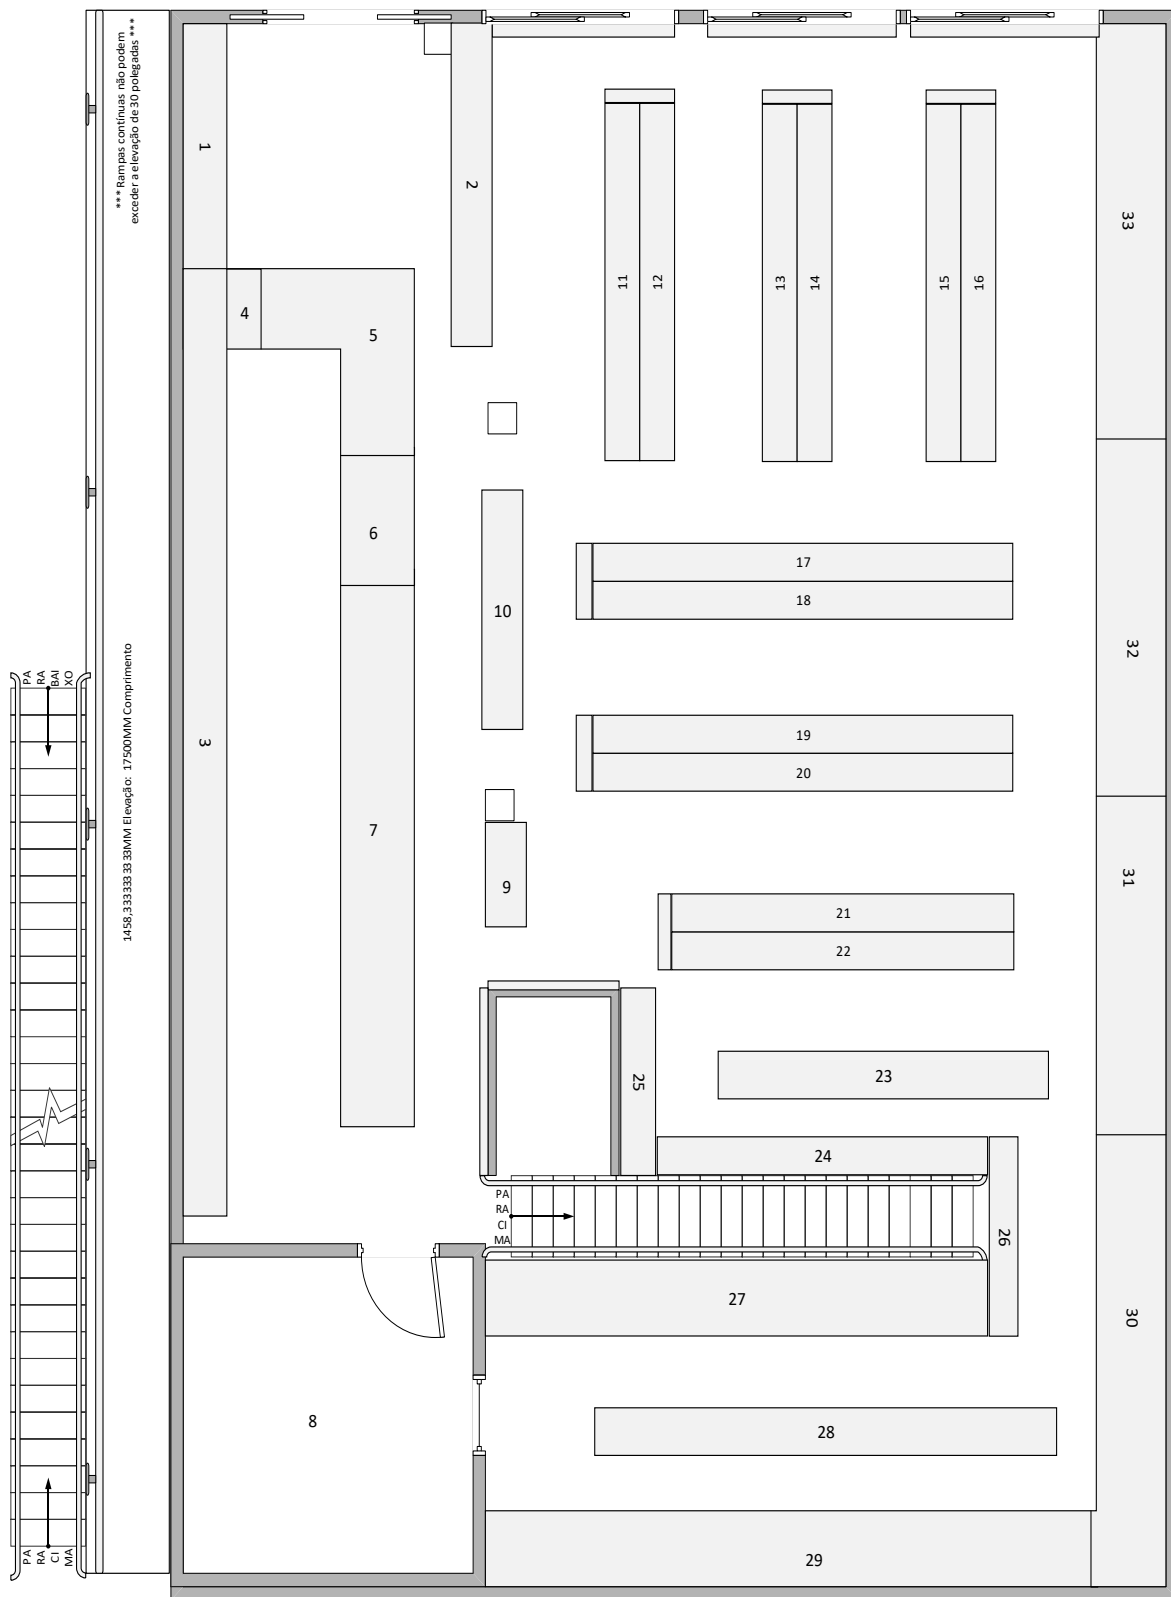 *** Rampas contínuas não podem
exceder a elevação de 30 polegadas ***
1458,3333333333MM Elevação: 17500MM Comprimento
PA
RA
BAI
XO
PA
RA
CI
MA
1
2
3
4
5
6
7
8
9
10
11
12
13
14
15
16
17
18
19
20
21
22
23
24
25
26
PA
RA
CI
MA
27
28
29
30
31
32
33